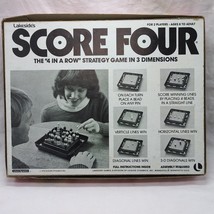 Lakeside's
FOR 2 PLAYERS • AGES 8 TO ADULT
SCORE FOUR
THE "4 IN A ROW" STRATEGY GAME IN 3 DIMENSIONS
ON EACH TURN
PLACE A BEAD
ON ANY PIN
SCORE WINNING LINES
BY PLACING 4 BEADS
IN A STRAIGHT LINE
VERTICLE LINES WIN
HORIZONTAL LINES WIN
DIAGONAL LINES WIN
3-D DIAGONALS WIN
FULL INSTRUCTIONS INSIDE
ASSEMBLY REQUIRED
L